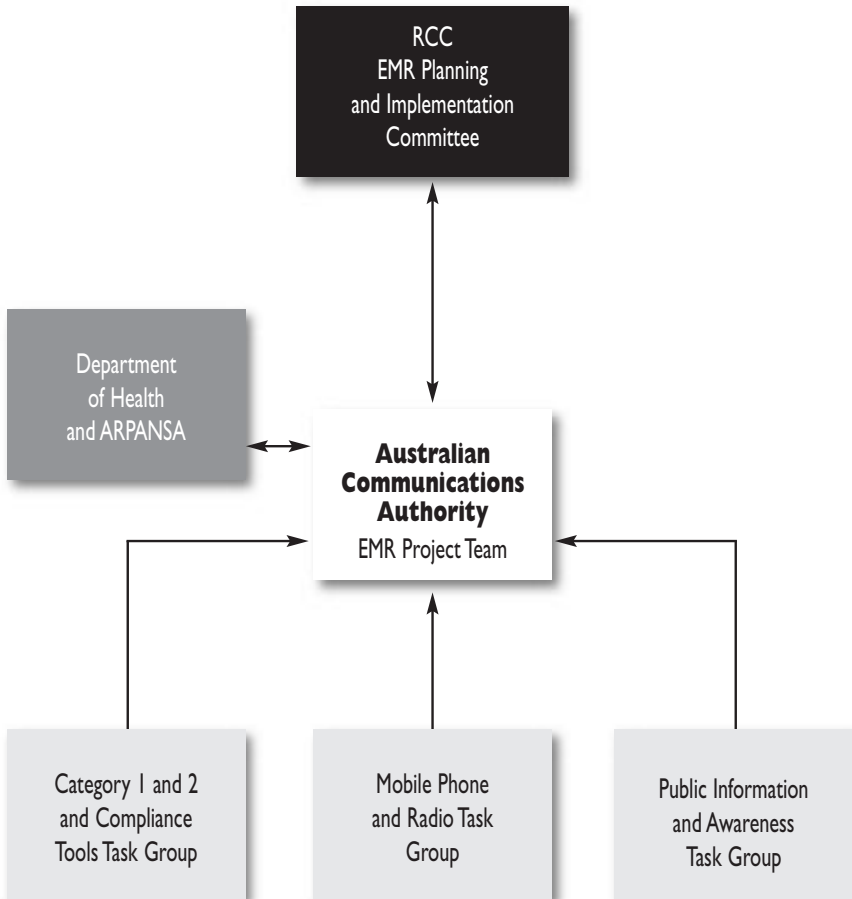 RCC
EMR Planning
and Implementation
Committee
Department
of Health
and ARPANSA
Australian
Communications
Authority
EMR Project Team
Category 1 and 2
and Compliance
Tools Task Group
Mobile Phone
and Radio Task
Group
Public Information
and Awareness
Task Group